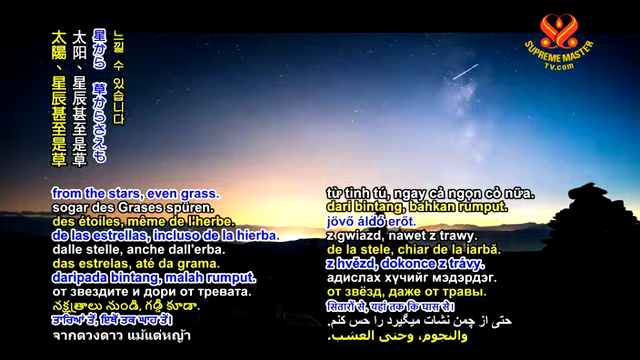 느낄 수 있습니다
星から 草からさえも
太阳、星辰甚至是草
太陽、星辰甚至是草
SUPREME MASTER
TV.com
from the stars, even grass.
sogar des Grases spüren.
des étoiles, même de l'herbe.
de las estrellas, incluso de la hierba.
dalle stelle, anche dall'erba.
das estrelas, até da grama.
daripada bintang, malah rumput.
от звездите и дори от тревата.
నక్షత్రాలు నుండి, గడ్డి కూడా.
ਤਾਰਿਆਂ ਤੋਂ, ਇਥੋਂ ਤਕ ਘਾਹ ਤੋਂ।
จากดวงดาว แม้แต่หญ้า
từ tinh tú, ngay cả ngọn cỏ nữa.
dari bintang, bahkan rumput.
jövő áldó erőt.
z gwiazd, nawet z trawy.
de la stele, chiar de la iarbă.
z hvězd, dokonce z trávy.
адислах хүчийг мэдэрдэг.
от звёзд, даже от травы.
सितारों से, यहां तक कि घास से।
حتی از چمن نشات میگیرد را حس کنم.
والنجوم، وحتى العشب.